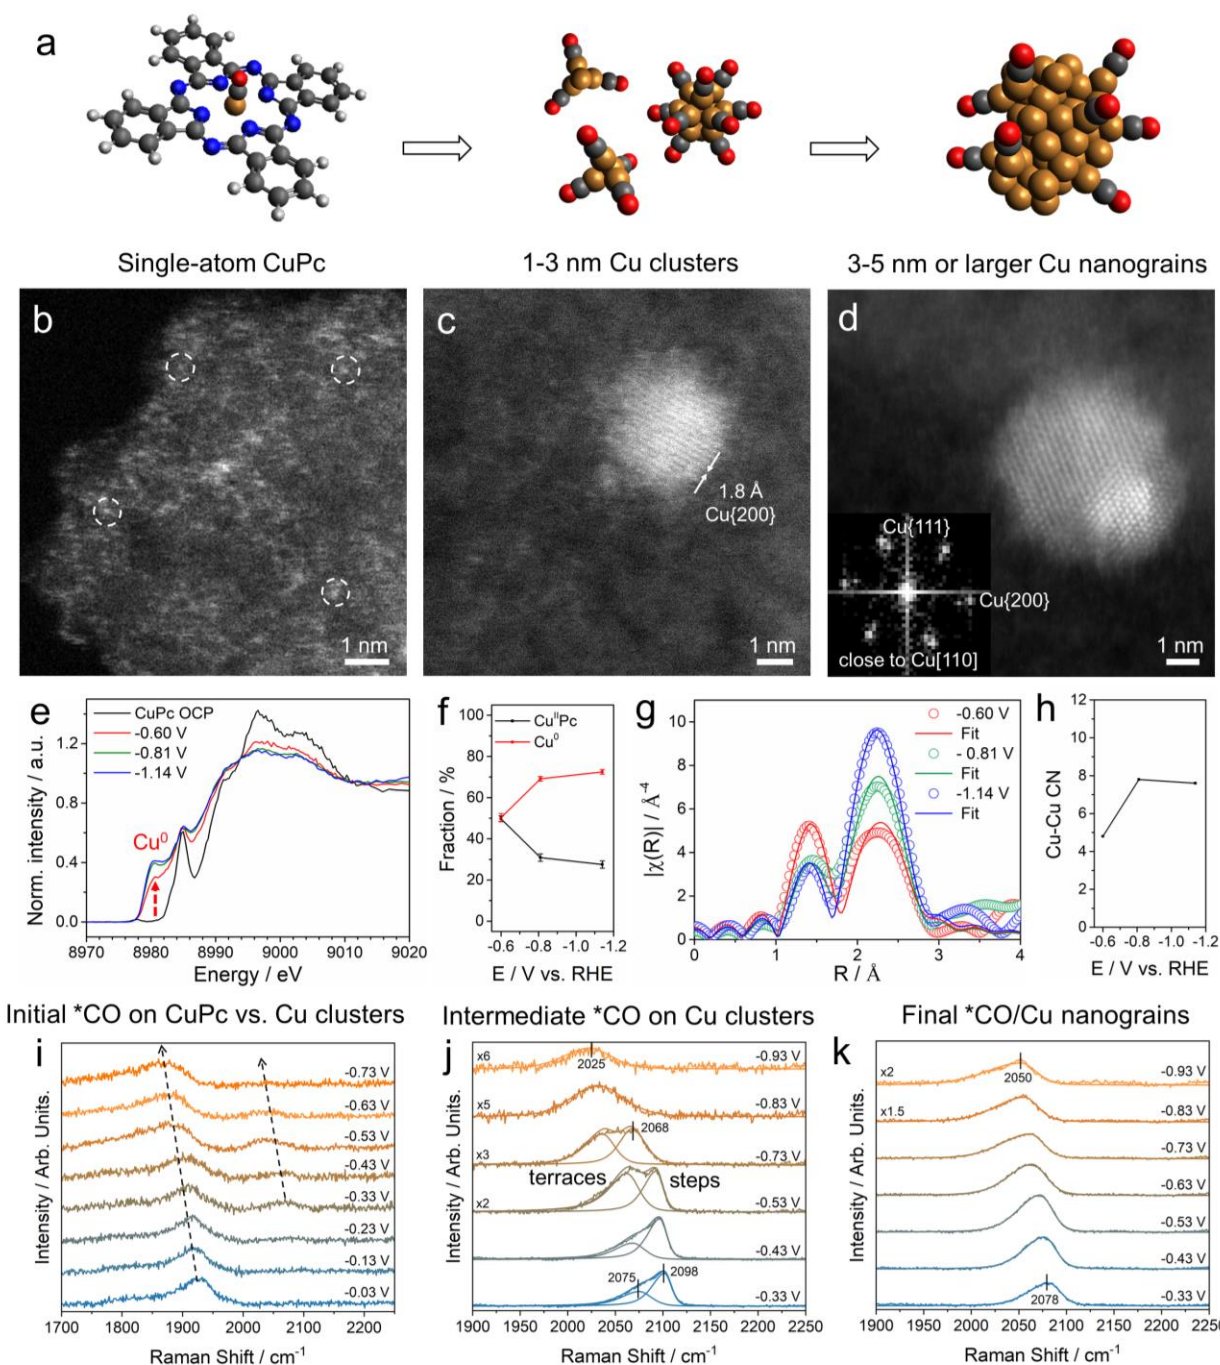 a
Single-atom CuPc
1-3 nm Cu clusters
3-5 nm or larger Cu nanograins
b
1 nm
c
1.8 Å
Cu{200}
1 nm
d
Cu{111}
Cu{200}
close to Cu[110]
1 nm
e
CuPc OCP
-0.60 V
-0.81 V
-1.14 V
Cu⁰
Norm. intensity / a.u.
1.2
0.8
0.4
0.0
8970 8980 8990 9000 9010 9020
Energy / eV
f
CuᴵᴵPc
Cu⁰
Fraction / %
100
80
60
40
20
0
-0.6 -0.8 -1.0 -1.2
E / V vs. RHE
g
-0.60 V
Fit
- 0.81 V
Fit
-1.14 V
Fit
|χ(R)| / Å⁻⁴
10
8
6
4
2
0
0 1 2 3 4
R / Å
h
Cu-Cu CN
12
10
8
6
4
2
0
-0.6 -0.8 -1.0 -1.2
E / V vs. RHE
Initial *CO on CuPc vs. Cu clusters
i
-0.73 V
-0.63 V
-0.53 V
-0.43 V
-0.33 V
-0.23 V
-0.13 V
-0.03 V
Intensity / Arb. Units.
1700 1800 1900 2000 2100 2200
Raman Shift / cm⁻¹
Intermediate *CO on Cu clusters
j
x6
2025
-0.93 V
x5
-0.83 V
x3
2068
-0.73 V
terraces
steps
x2
-0.53 V
-0.43 V
2075
2098
-0.33 V
Intensity / Arb. Units.
1900 1950 2000 2050 2100 2150 2200 2250
Raman Shift / cm⁻¹
Final *CO/Cu nanograins
k
x2
2050
-0.93 V
x1.5
-0.83 V
-0.73 V
-0.63 V
-0.53 V
-0.43 V
2078
-0.33 V
Intensity / Arb. Units.
1900 1950 2000 2050 2100 2150 2200 2250
Raman Shift / cm⁻¹